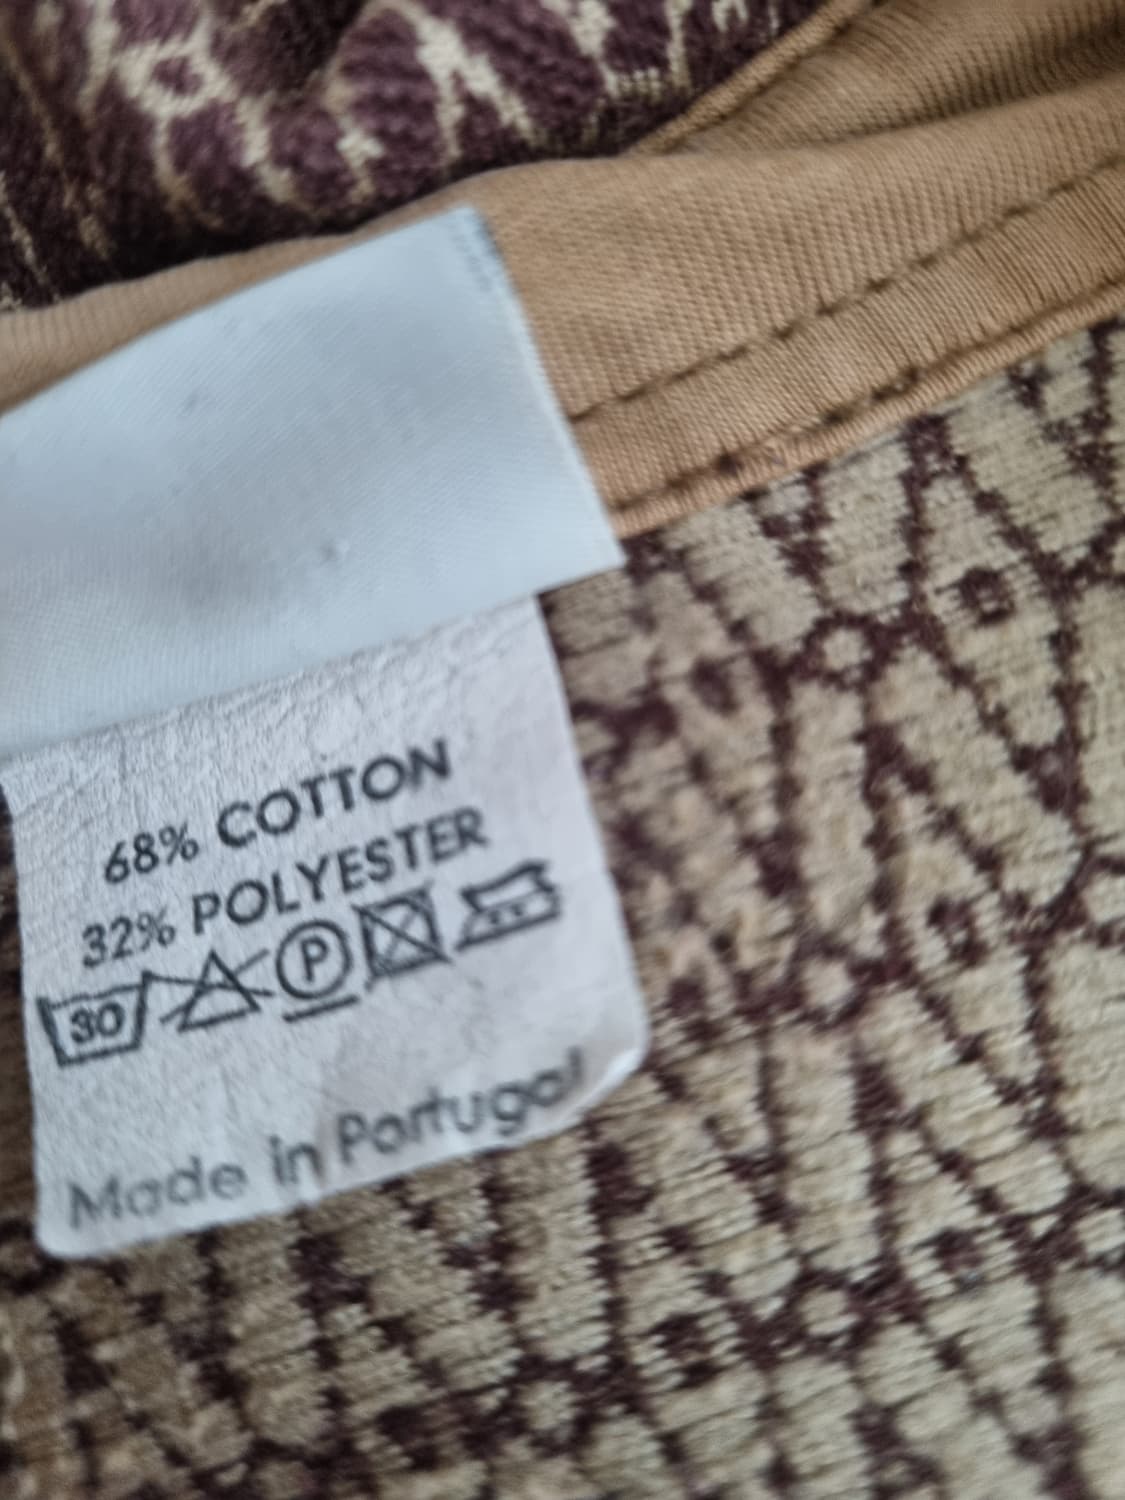 68% COTTON
32% POLYESTER
30 P
Made in Portugal